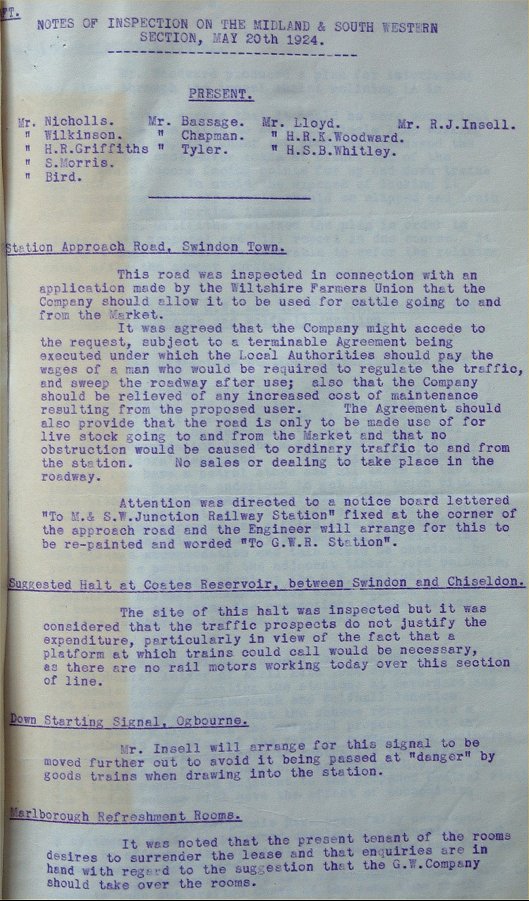 FT.
NOTES OF INSPECTION ON THE MIDLAND & SOUTH WESTERN
SECTION, MAY 20th 1924.
PRESENT.
Mr. Nicholls. Mr. Bassage. Mr. Lloyd. Mr. R.J.Insell.
" Wilkinson. " Chapman. " H.R.K.Woodward.
" H.R.Griffiths " Tyler. " H.S.B.Whitley.
" S.Morris.
" Bird.
Station Approach Road, Swindon Town.
This road was inspected in connection with an
application made by the Wiltshire Farmers Union that the
Company should allow it to be used for cattle going to and
from the Market.
It was agreed that the Company might accede to
the request, subject to a terminable Agreement being
executed under which the Local Authorities should pay the
wages of a man who would be required to regulate the traffic,
and sweep the roadway after use; also that the Company
should be relieved of any increased cost of maintenance
resulting from the proposed user. The Agreement should
also provide that the road is only to be made use of for
live stock going to and from the Market and that no
obstruction would be caused to ordinary traffic to and from
the station. No sales or dealing to take place in the
roadway.
Attention was directed to a notice board lettered
"To M.& S.W.Junction Railway Station" fixed at the corner of
the approach road and the Engineer will arrange for this to
be re-painted and worded "To G.W.R. Station".
Suggested Halt at Coates Reservoir, between Swindon and Chiseldon.
The site of this halt was inspected but it was
considered that the traffic prospects do not justify the
expenditure, particularly in view of the fact that a
platform at which trains could call would be necessary,
as there are no rail motors working today over this section
of line.
Down Starting Signal, Ogbourne.
Mr. Insell will arrange for this signal to be
moved further out to avoid it being passed at "danger" by
goods trains when drawing into the station.
Marlborough Refreshment Rooms.
It was noted that the present tenant of the rooms
desires to surrender the lease and that enquiries are in
hand with regard to the suggestion that the G.W.Company
should take over the rooms.